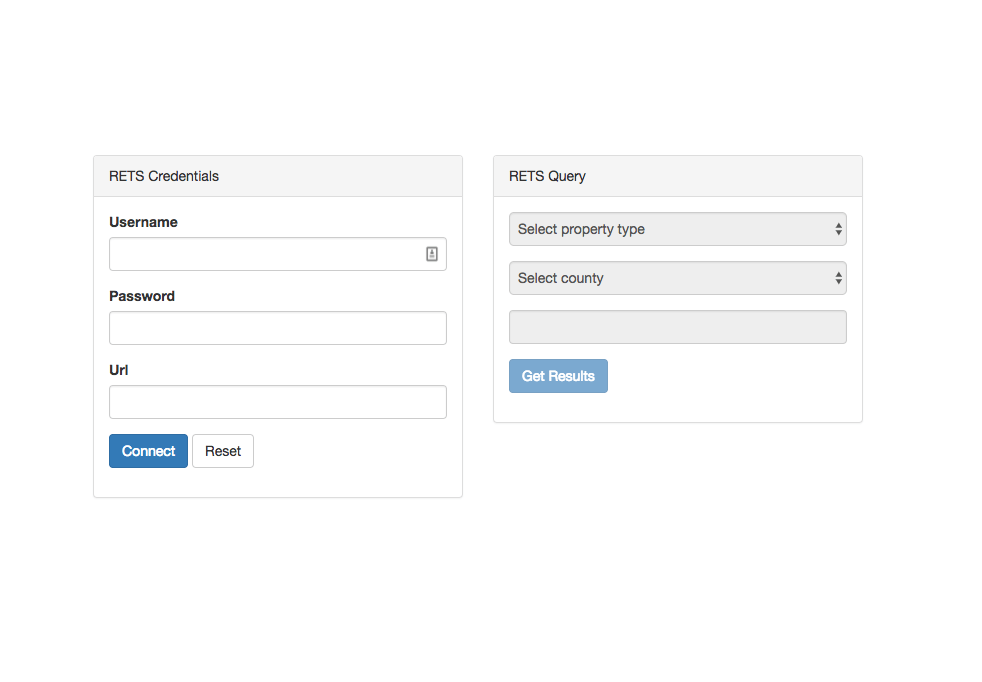 RETS Credentials
Username
Password
Url
Connect
Reset
RETS Query
Select property type
Select county
Get Results